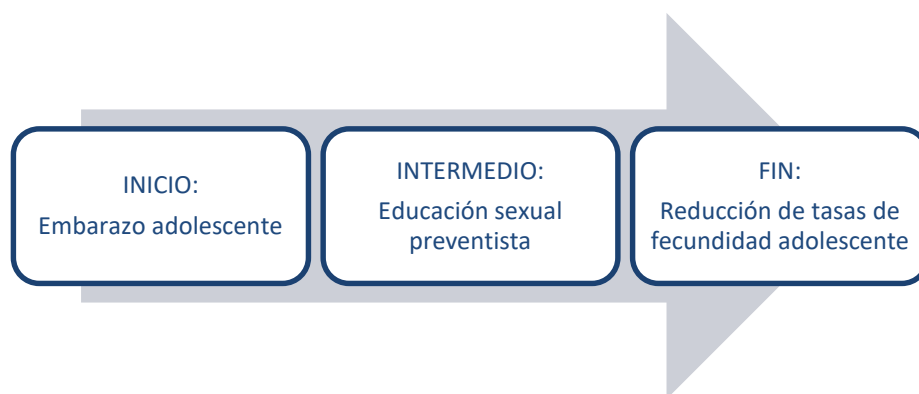 INICIO:
Embarazo adolescente
INTERMEDIO:
Educación sexual
preventista
FIN:
Reducción de tasas de
fecundidad adolescente